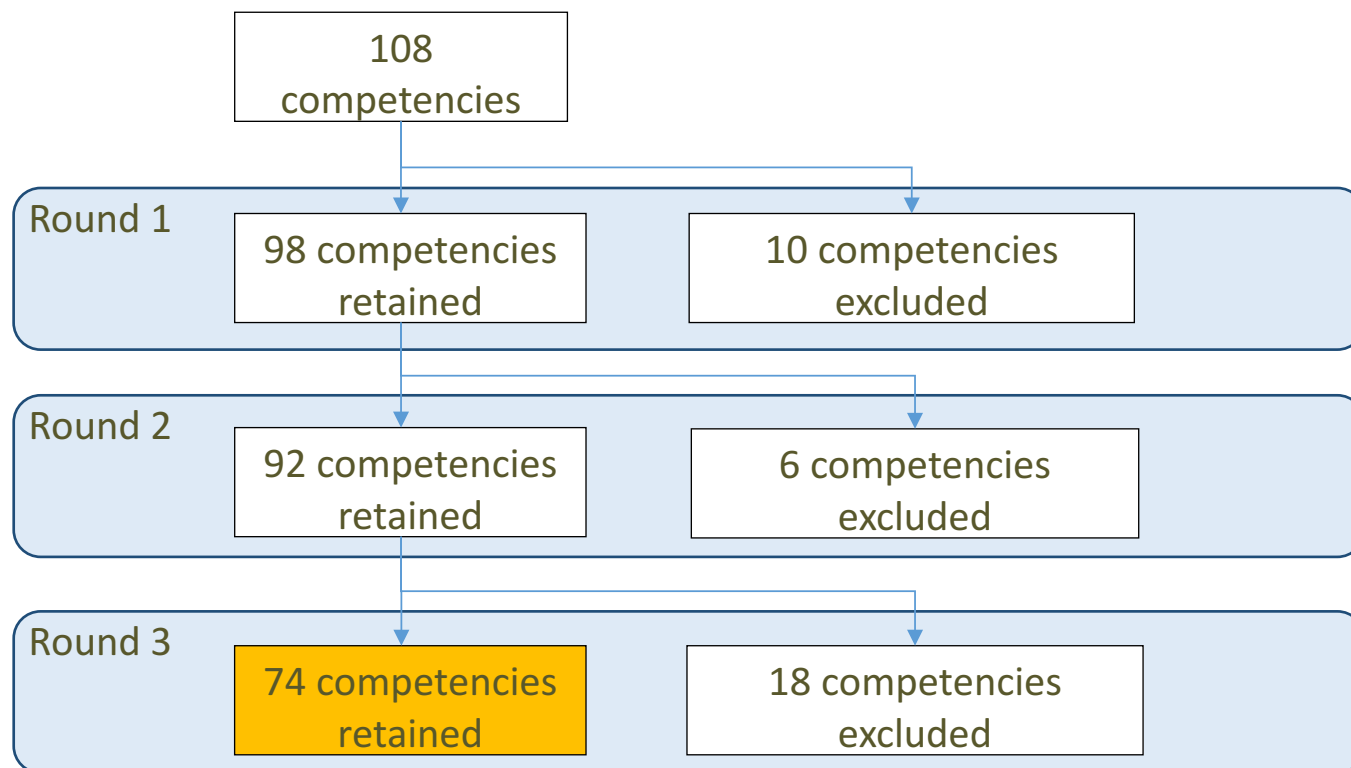 108
competencies
Round 1
98 competencies
retained
10 competencies
excluded
Round 2
92 competencies
retained
6 competencies
excluded
Round 3
74 competencies
retained
18 competencies
excluded